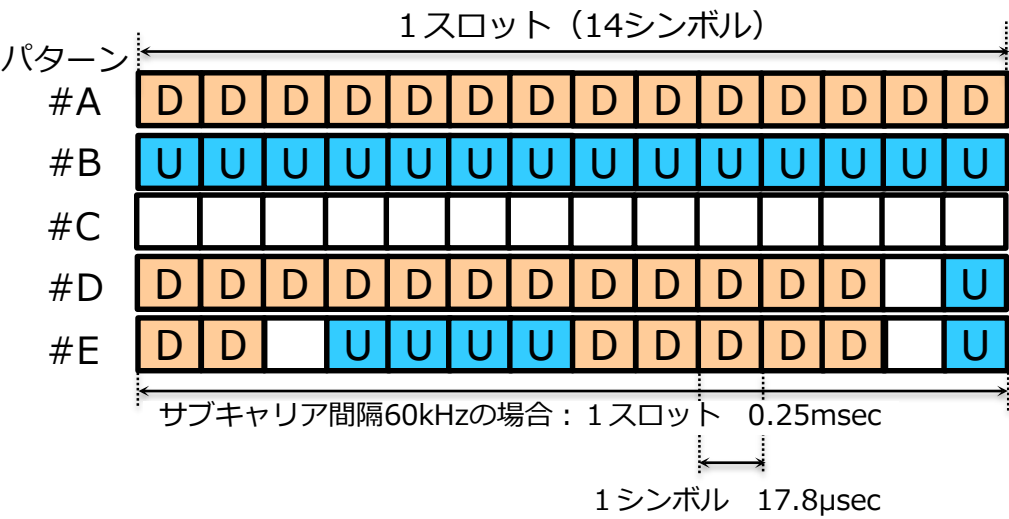 1スロット（14シンボル）
パターン
#A D D D D D D D D D D D D D D
#B U U U U U U U U U U U U U U
#C
#D D D D D D D D D D D D D U
#E D D U U U U D D D D D U
サブキャリア間隔60kHzの場合：1スロット　0.25msec
1シンボル　17.8μsec